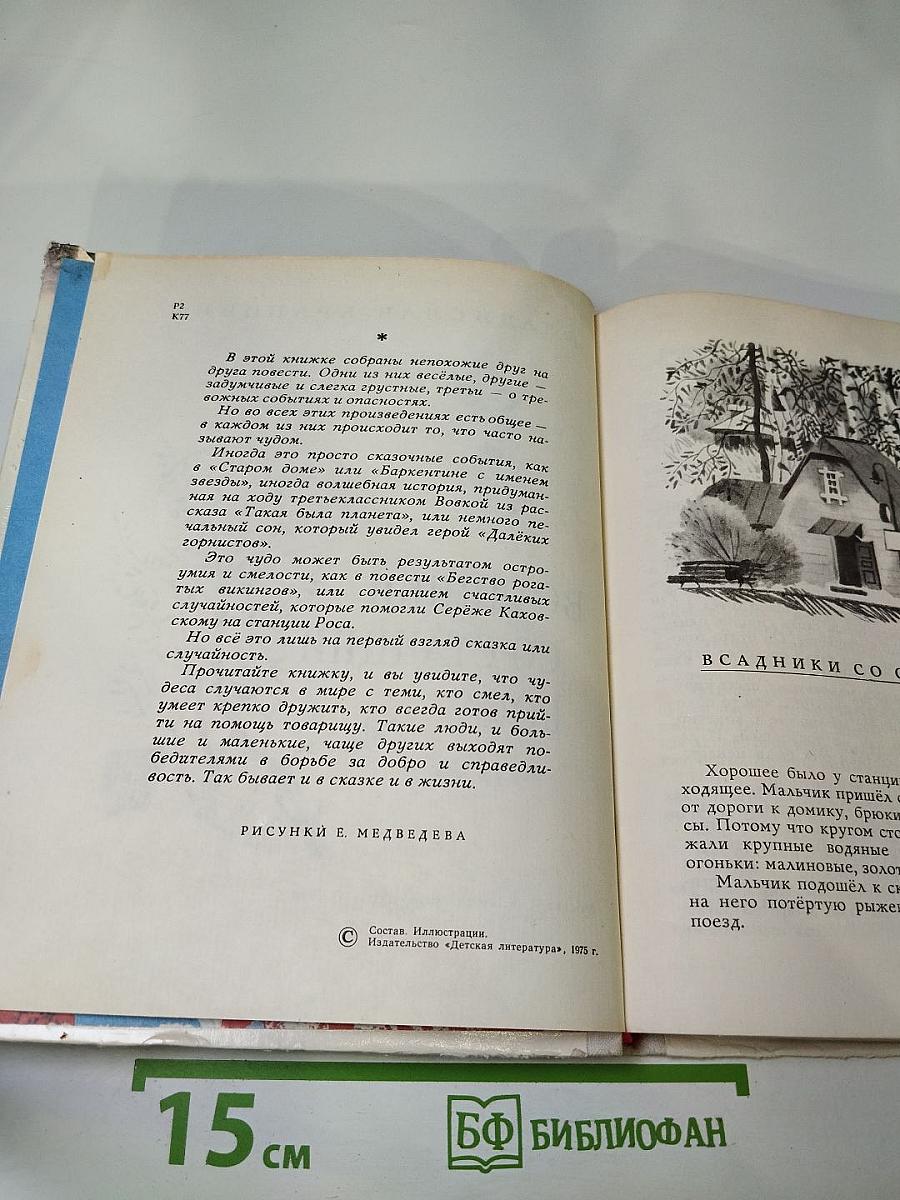 Р2
К77
*
В этой книжке собраны непохожие друг на
друга повести. Одни из них весёлые, другие —
задумчивые и слегка грустные, третьи — о тре-
вожных событиях и опасностях.
Но во всех этих произведениях есть общее —
в каждом из них происходит то, что часто на-
зывают чудом.
Иногда это просто сказочные события, как
в «Старом доме» или «Баркентине с именем
звезды», иногда волшебная история, придуман-
ная на ходу третьеклассником Вовкой из рас-
сказа «Такая была планета», или немного пе-
чальный сон, который увидел герой «Далёких
горнистов».
Это чудо может быть результатом остро-
умия и смелости, как в повести «Бегство рога-
тых викингов», или сочетанием счастливых
случайностей, которые помогли Серёже Кахов-
скому на станции Роса.
Но всё это лишь на первый взгляд сказка или
случайность.
Прочитайте книжку, и вы увидите, что чу-
деса случаются в мире с теми, кто смел, кто
умеет крепко дружить, кто всегда готов прий-
ти на помощь товарищу. Такие люди, и боль-
шие и маленькие, чаще других выходят по-
бедителями в борьбе за добро и справедли-
вость. Так бывает и в сказке и в жизни.
РИСУНКИ Е. МЕДВЕДЕВА
© Состав. Иллюстрации.
Издательство «Детская литература», 1975 г.
ВСАДНИКИ СО
Хорошее было у станци
ходящее. Мальчик пришёл
от дороги к домику, брюки
сы. Потому что кругом сто
жали крупные водяные
огоньки: малиновые, золот
Мальчик подошёл к ск
на него потёртую рыже
поезд.
15 см
БФ БИБЛИОФАН